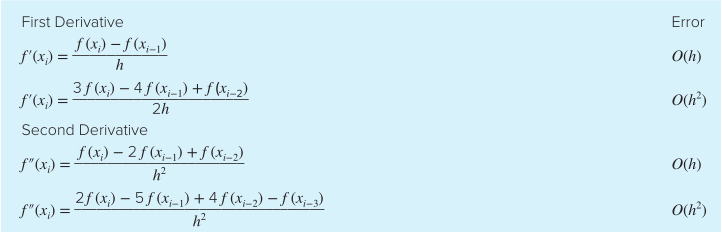 First Derivative Error
f′(xᵢ) = (f(xᵢ) − f(xᵢ₋₁)) / h O(h)
f′(xᵢ) = (3f(xᵢ) − 4f(xᵢ₋₁) + f(xᵢ₋₂)) / 2h O(h²)
Second Derivative
f″(xᵢ) = (f(xᵢ) − 2f(xᵢ₋₁) + f(xᵢ₋₂)) / h² O(h)
f″(xᵢ) = (2f(xᵢ) − 5f(xᵢ₋₁) + 4f(xᵢ₋₂) − f(xᵢ₋₃)) / h² O(h²)